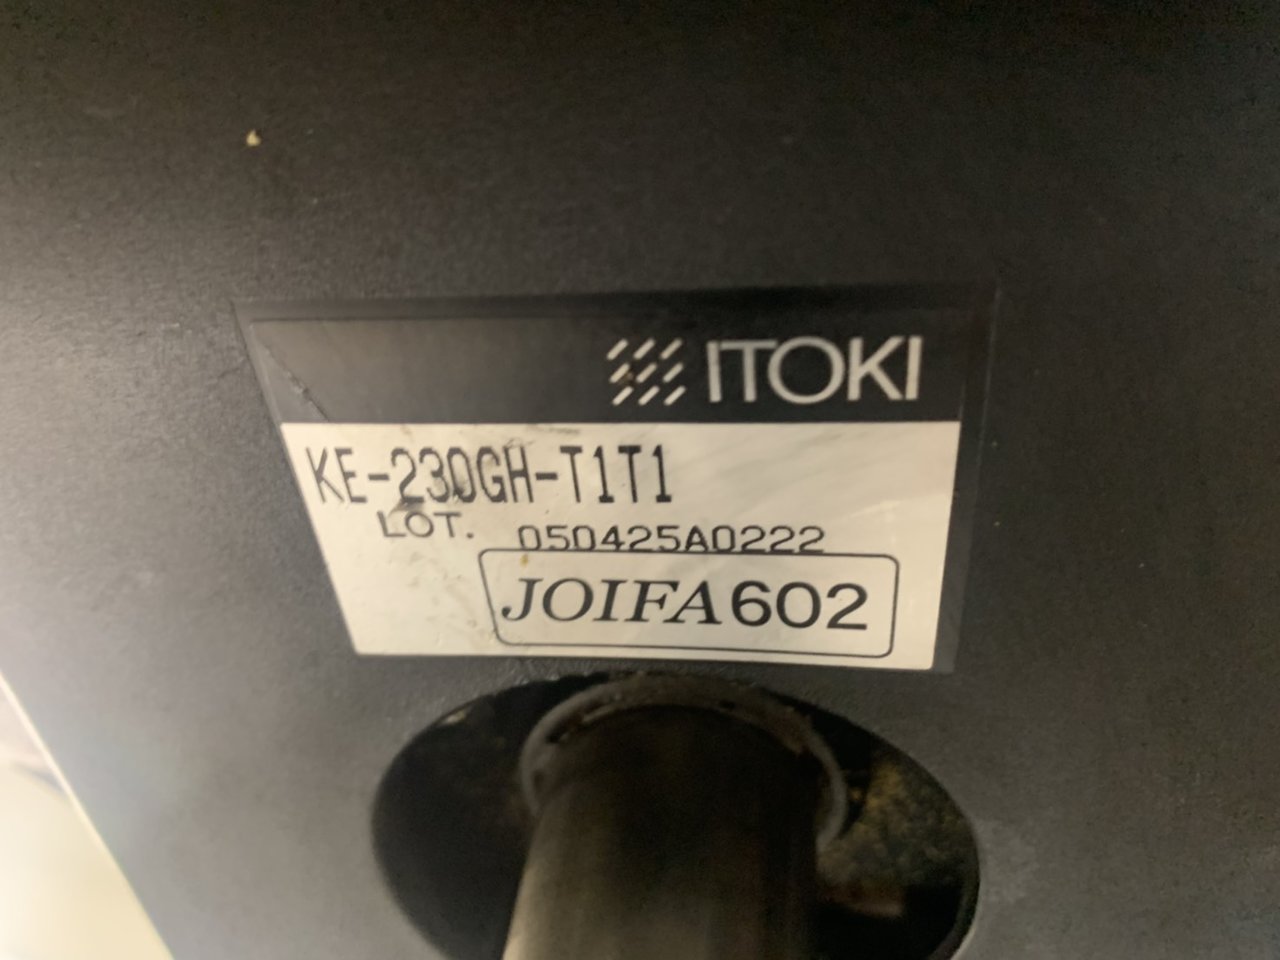 ITOKI
KE-230GH-T1T1
LOT. 050425A0222
JOIFA602